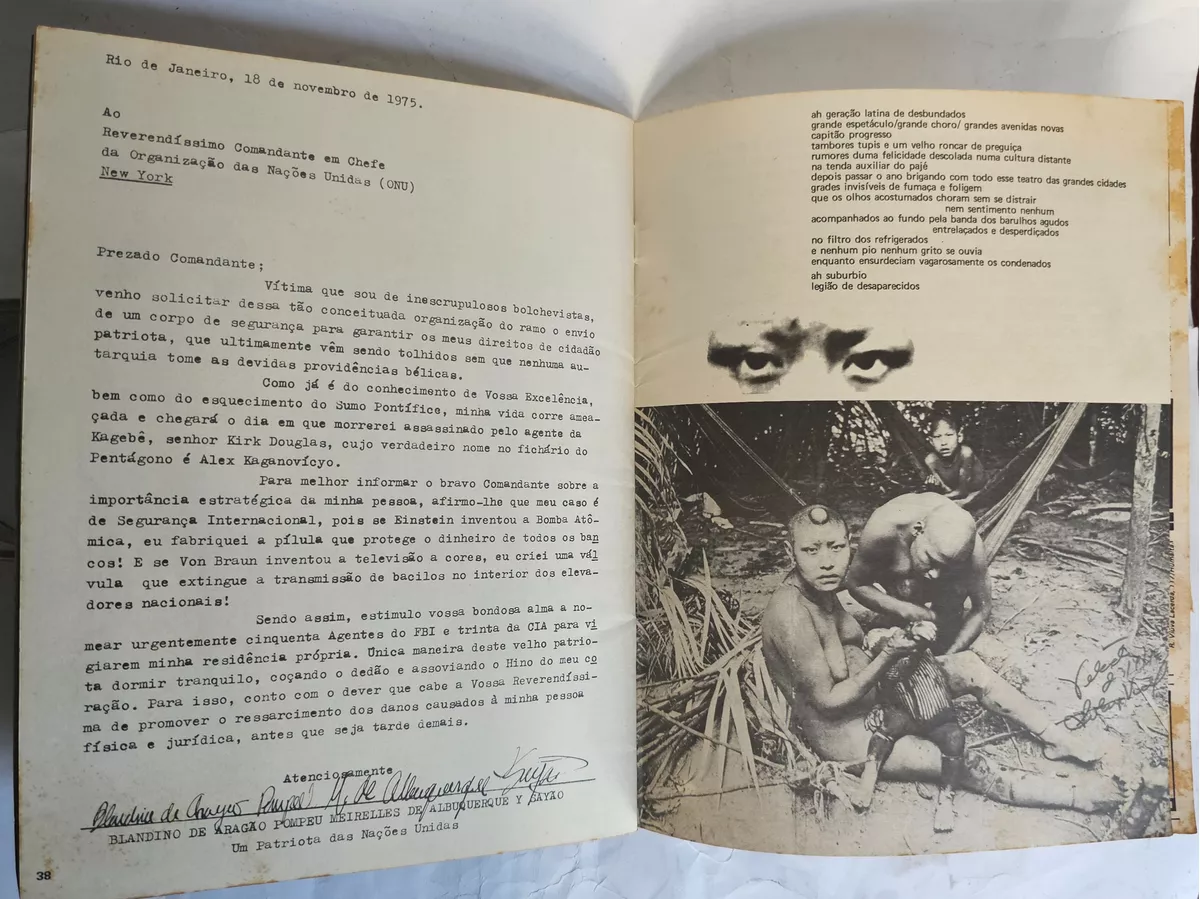 Rio de Janeiro, 18 de novembro de 1975.
Ao
Reverendíssimo Comandante em Chefe
da Organização das Nações Unidas (ONU)
New York
Prezado Comandante;
Vítima que sou de inescrupulosos bolchevistas,
venho solicitar dessa tão conceituada organização do ramo o envio
de um corpo de segurança para garantir os meus direitos de cidadão
patriota, que ultimamente vêm sendo tolhidos sem que nenhuma au-
tarquia tome as devidas providências bélicas.
Como já é do conhecimento de Vossa Excelência,
bem como do esquecimento do Sumo Pontífice, minha vida corre amea-
çada e chegará o dia em que morrerei assassinado pelo agente da
Kagebê, senhor Kirk Douglas, cujo verdadeiro nome no fichário do
Pentágono é Alex Kaganovícyo.
Para melhor informar o bravo Comandante sobre a
importância estratégica da minha pessoa, afirmo-lhe que meu caso é
de Segurança Internacional, pois se Einstein inventou a Bomba Atô-
mica, eu fabriquei a pílula que protege o dinheiro de todos os ban
cos! E se Von Braun inventou a televisão a cores, eu criei uma vál
vula que extingue a transmissão de bacilos no interior dos eleva-
dores nacionais!
Sendo assim, estimulo vossa bondosa alma a no-
mear urgentemente cinquenta Agentes do FBI e trinta da CIA para vi
giarem minha residência própria. Única maneira deste velho patrio-
ta dormir tranquilo, coçando o dedão e assoviando o Hino do meu co
ração. Para isso, conto com o dever que cabe a Vossa Reverendíssi-
ma de promover o ressarcimento dos danos causados à minha pessoa
física e jurídica, antes que seja tarde demais.
Atenciosamente
BLANDINO DE ARAGÃO POMPEU MEIRELLES DE ALBUQUERQUE Y SAYÃO
Um Patriota das Nações Unidas
38
ah geração latina de desbundados
grande espetáculo/grande choro/ grandes avenidas novas
capitão progresso
tambores tupis e um velho roncar de preguiça
rumores duma felicidade descolada numa cultura distante
na tenda auxiliar do pajé
depois passar o ano brigando com todo esse teatro das grandes cidades
grades invisíveis de fumaça e foligem
que os olhos acostumados choram sem se distrair
nem sentimento nenhum
acompanhados ao fundo pela banda dos barulhos agudos
entrelaçados e desperdiçados
no filtro dos refrigerados
e nenhum pio nenhum grito se ouvia
enquanto ensurdeciam vagarosamente os condenados
ah suburbio
legião de desaparecidos